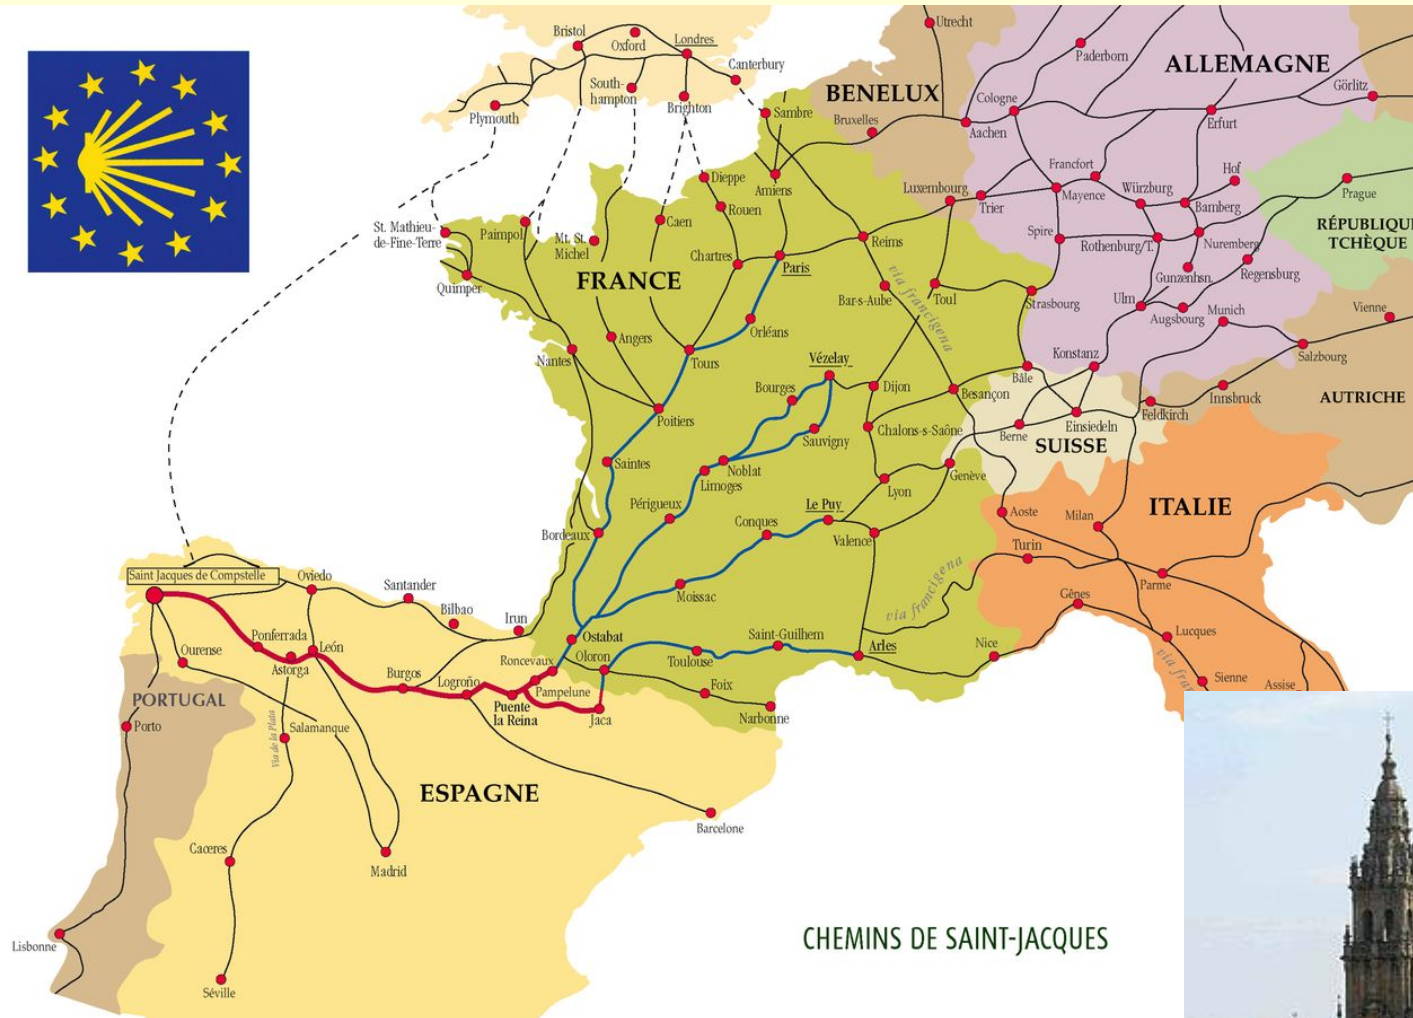 Utrecht
Bristol
Oxford
Londres
Paderborn
ALLEMAGNE
Canterbury
South-
hampton
Brighton
BENELUX
Cologne
Görlitz
Plymouth
Sambre
Bruxelles
Aachen
Erfurt
Francfort
Hof
Dieppe
Amiens
Luxembourg
Trier
Mayence
Würzburg
Bamberg
Prague
Rouen
St. Mathieu-
de-Fine-Terre
Paimpol
Mt. St.
Michel
Caen
Reims
Spire
Rothenburg/T.
Nuremberg
RÉPUBLIQUE
TCHÈQUE
Chartres
Paris
FRANCE
Quimper
via francigena
Gunzenhsn.
Regensburg
Bar-s-Aube
Toul
Strasbourg
Ulm
Augsbourg
Munich
Vienne
Orléans
Angers
Nantes
Tours
Vézelay
Konstanz
Salzbourg
Bourges
Dijon
Besançon
Bâle
Innsbruck
AUTRICHE
Feldkirch
Poitiers
Sauvigny
Chalons-s-Saône
Berne
Einsiedeln
SUISSE
Saintes
Noblat
Limoges
Genève
Lyon
Périgueux
Le Puy
Conques
Aoste
Milan
ITALIE
Bordeaux
Valence
Turin
Saint Jacques de Compstelle
Oviedo
Santander
Bilbao
Irun
Moissac
via francigena
Parme
Gênes
Ponferrada
Astorga
León
Ourense
Ostabat
Oloron
Saint-Guilhem
Toulouse
Arles
Nice
Lucques
Roncevaux
Burgos
Logroño
Pampelune
Puente
la Reina
Jaca
Foix
Narbonne
via fran
Sienne
Assise
PORTUGAL
Porto
Via de la Plata
Salamanque
ESPAGNE
Barcelone
Caceres
Madrid
Lisbonne
Séville
CHEMINS DE SAINT-JACQUES